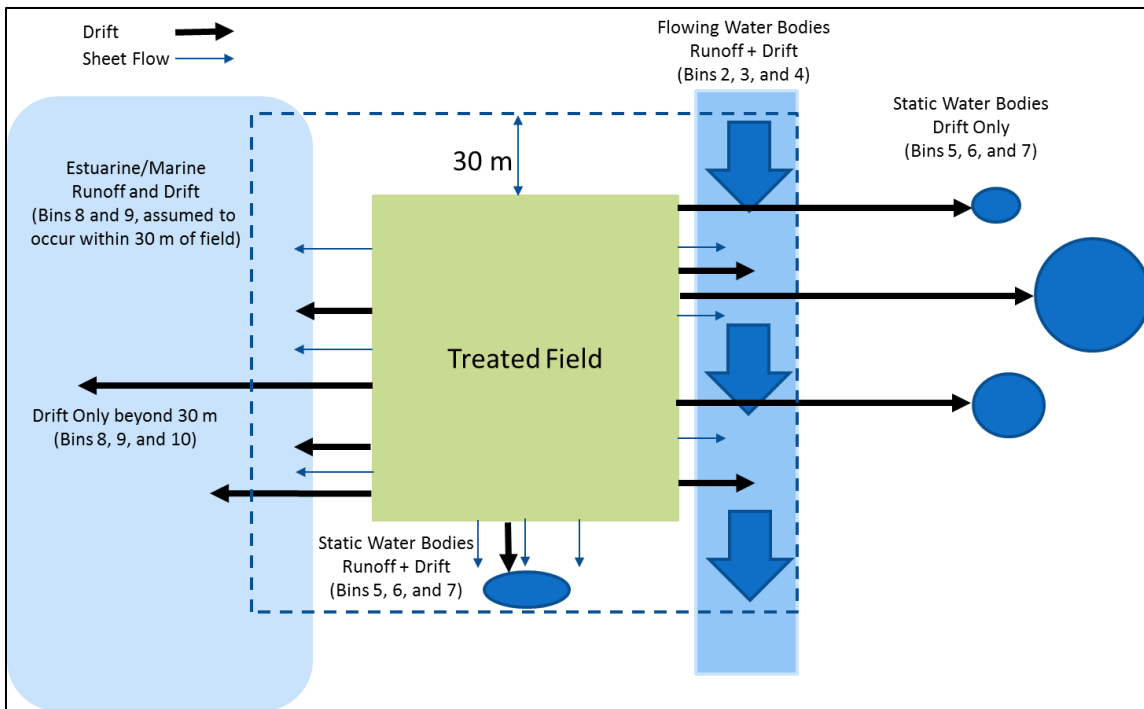 Drift
Sheet Flow
Flowing Water Bodies
Runoff + Drift
(Bins 2, 3, and 4)
Static Water Bodies
Drift Only
(Bins 5, 6, and 7)
Estuarine/Marine
Runoff and Drift
(Bins 8 and 9, assumed to
occur within 30 m of field)
30 m
Treated Field
Drift Only beyond 30 m
(Bins 8, 9, and 10)
Static Water Bodies
Runoff + Drift
(Bins 5, 6, and 7)